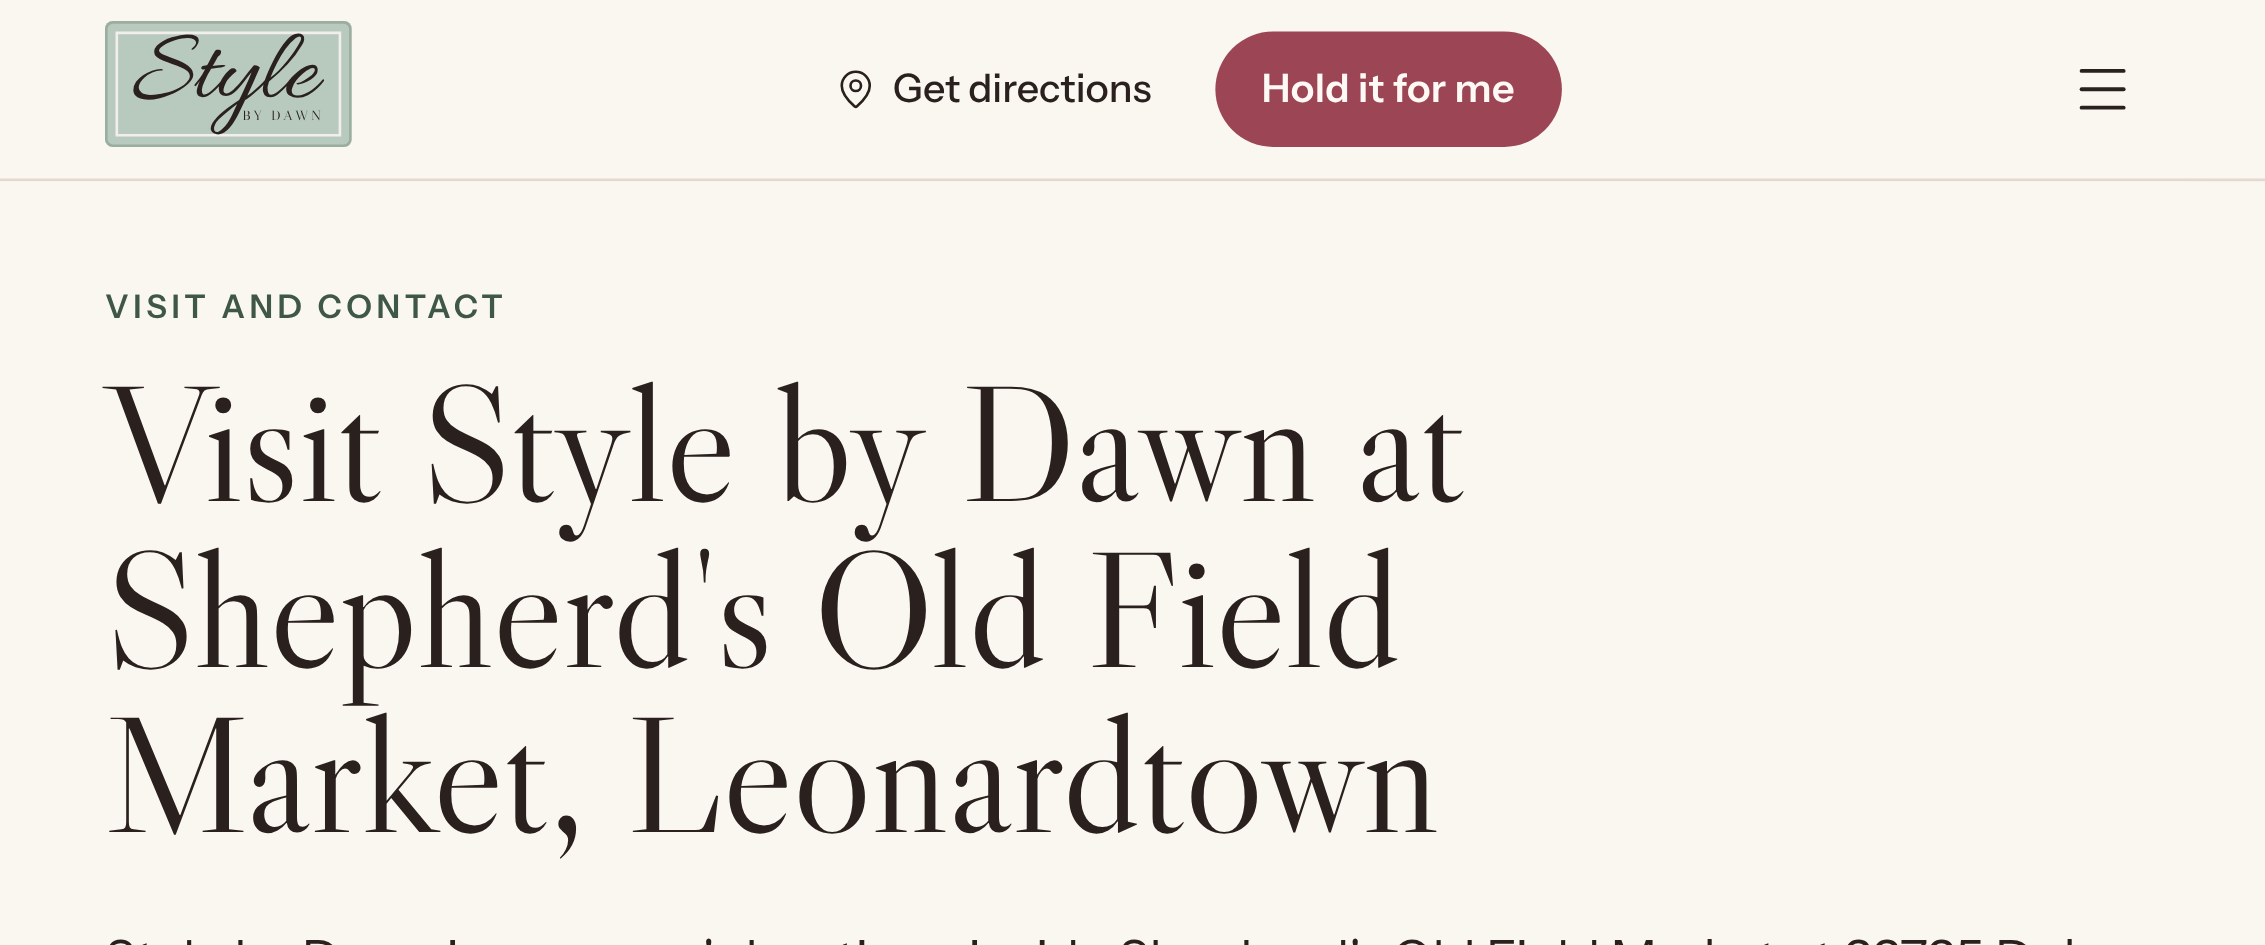 Style
BY DAWN
Get directions
Hold it for me
VISIT AND CONTACT
Visit Style by Dawn at
Shepherd's Old Field
Market, Leonardtown